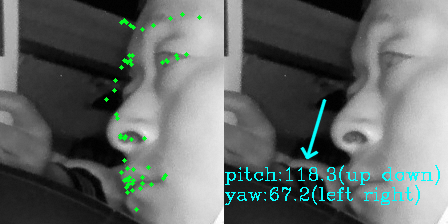 pitch:118.3(up down)
yaw:67.2(left right)